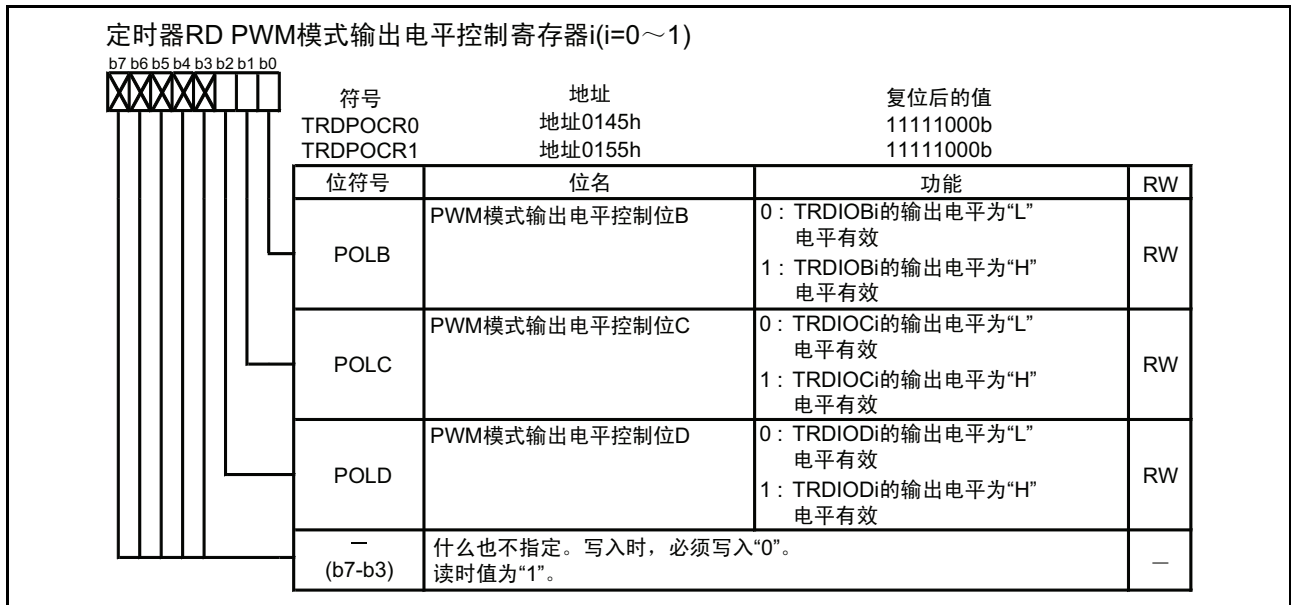 定时器RD PWM模式输出电平控制寄存器i(i=0～1)
b7 b6 b5 b4 b3 b2 b1 b0
符号 地址 复位后的值
TRDPOCR0 地址0145h 11111000b
TRDPOCR1 地址0155h 11111000b
位符号 位名 功能 RW
POLB PWM模式输出电平控制位B 0：TRDIOBi的输出电平为“L”
电平有效
1：TRDIOBi的输出电平为“H”
电平有效 RW
POLC PWM模式输出电平控制位C 0：TRDIOCi的输出电平为“L”
电平有效
1：TRDIOCi的输出电平为“H”
电平有效 RW
POLD PWM模式输出电平控制位D 0：TRDIODi的输出电平为“L”
电平有效
1：TRDIODi的输出电平为“H”
电平有效 RW
—
(b7-b3) 什么也不指定。写入时，必须写入“0”。
读时值为“1”。 —